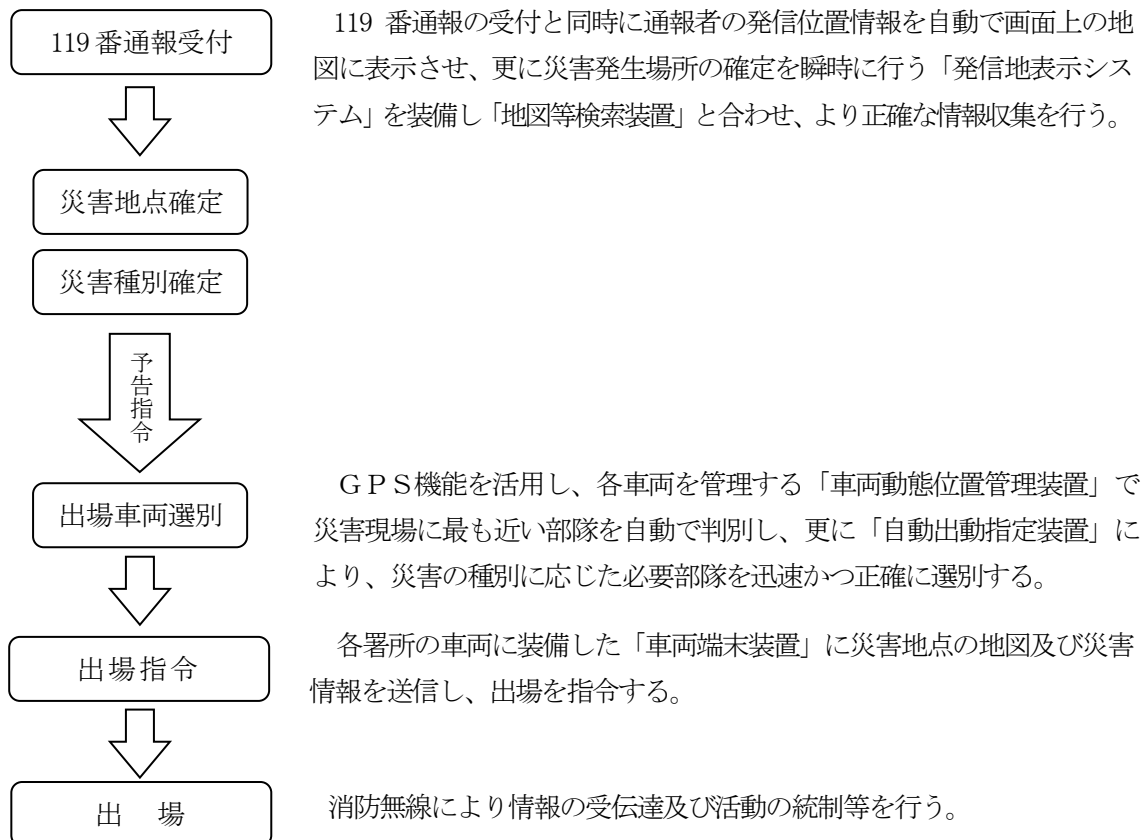 119番通報受付
119 番通報の受付と同時に通報者の発信位置情報を自動で画面上の地
図に表示させ、更に災害発生場所の確定を瞬時に行う「発信地表示シス
テム」を装備し「地図等検索装置」と合わせ、より正確な情報収集を行う。
災害地点確定
災害種別確定
予告指令
出場車両選別
GPS機能を活用し、各車両を管理する「車両動態位置管理装置」で
災害現場に最も近い部隊を自動で判別し、更に「自動出動指定装置」に
より、災害の種別に応じた必要部隊を迅速かつ正確に選別する。
出場指令
各署所の車両に装備した「車両端末装置」に災害地点の地図及び災害
情報を送信し、出場を指令する。
出 場
消防無線により情報の受伝達及び活動の統制等を行う。